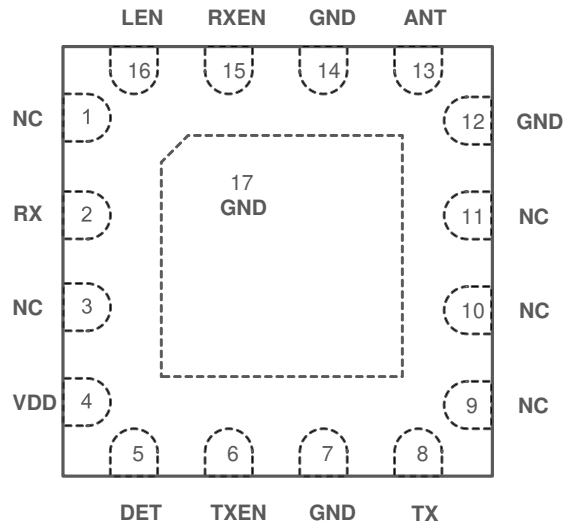 LEN RXEN GND ANT
16 15 14 13
NC 1 12 GND
17
GND
RX 2 11 NC
NC 3 10 NC
VDD 4 9 NC
5 6 7 8
DET TXEN GND TX